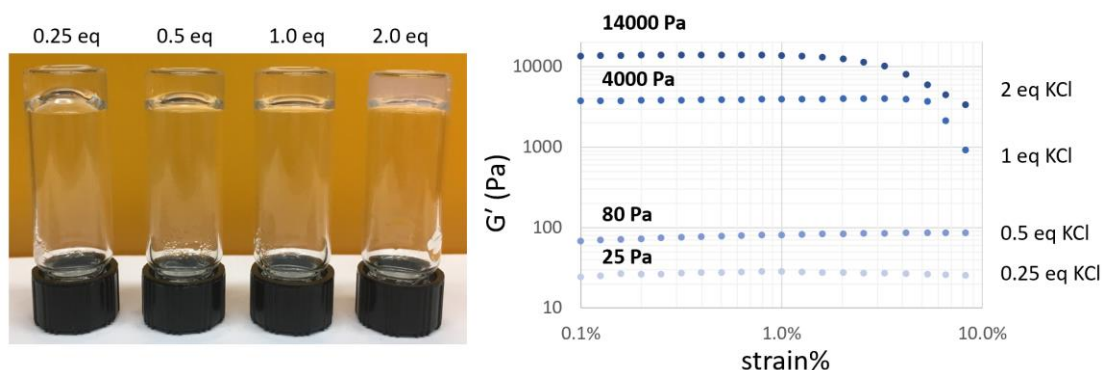 0.25 eq 0.5 eq 1.0 eq 2.0 eq
14000 Pa
10000
4000 Pa
2 eq KCl
1000
1 eq KCl
G’ (Pa)
80 Pa
100
0.5 eq KCl
25 Pa
0.25 eq KCl
10
0.1% 1.0% 10.0%
strain%